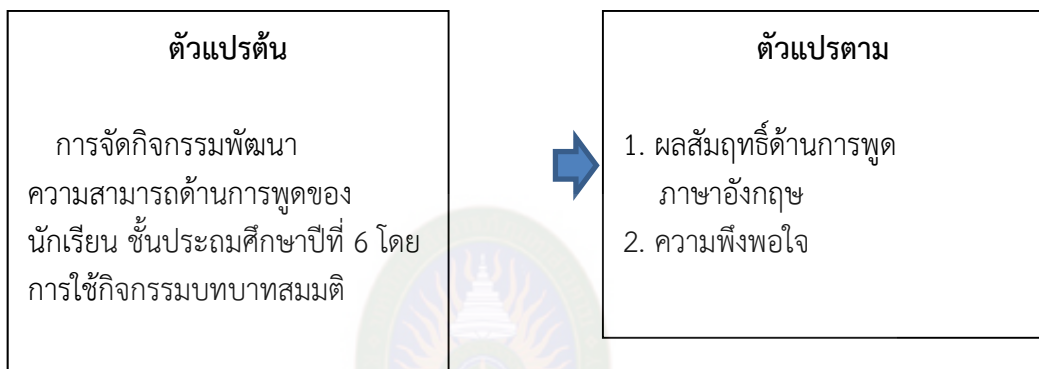 ตัวแปรต้น
การจัดกิจกรรมพัฒนา
ความสามารถด้านการพูดของ
นักเรียน ชั้นประถมศึกษาปีที่ 6 โดย
การใช้กิจกรรมบทบาทสมมติ
ตัวแปรตาม
1. ผลสัมฤทธิ์ด้านการพูด
ภาษาอังกฤษ
2. ความพึงพอใจ